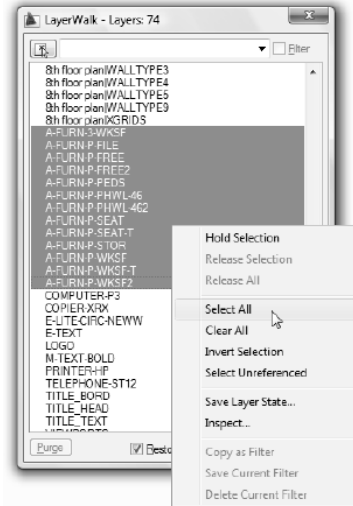 LayerWalk - Layers: 74
Filter
8th floor plan|WALLTYPE3
8th floor plan|WALLTYPE4
8th floor plan|WALLTYPE5
8th floor plan|WALLTYPE9
8th floor plan|XGRIDS
A-FURN-3-WKSF
A-FURN-P-FILE
A-FURN-P-FREE
A-FURN-P-FREE2
A-FURN-P-PEDS
A-FURN-P-PHWL-46
A-FURN-P-PHWL-462
A-FURN-P-SEAT
A-FURN-P-SEAT-T
A-FURN-P-STOR
A-FURN-P-WKSF
A-FURN-P-WKSF-T
A-FURN-P-WKSF2
COMPUTER-P3
COPIER-XRX
E-LITE-CIRC-NEWW
E-TEXT
LOGO
M-TEXT-BOLD
PRINTER-HP
TELEPHONE-ST12
TITLE_BORD
TITLE_HEAD
TITLE_TEXT
Purge
Hold Selection
Release Selection
Release All
Select All
Clear All
Invert Selection
Select Unreferenced
Save Layer State...
Inspect...
Copy as Filter
Save Current Filter
Delete Current Filter